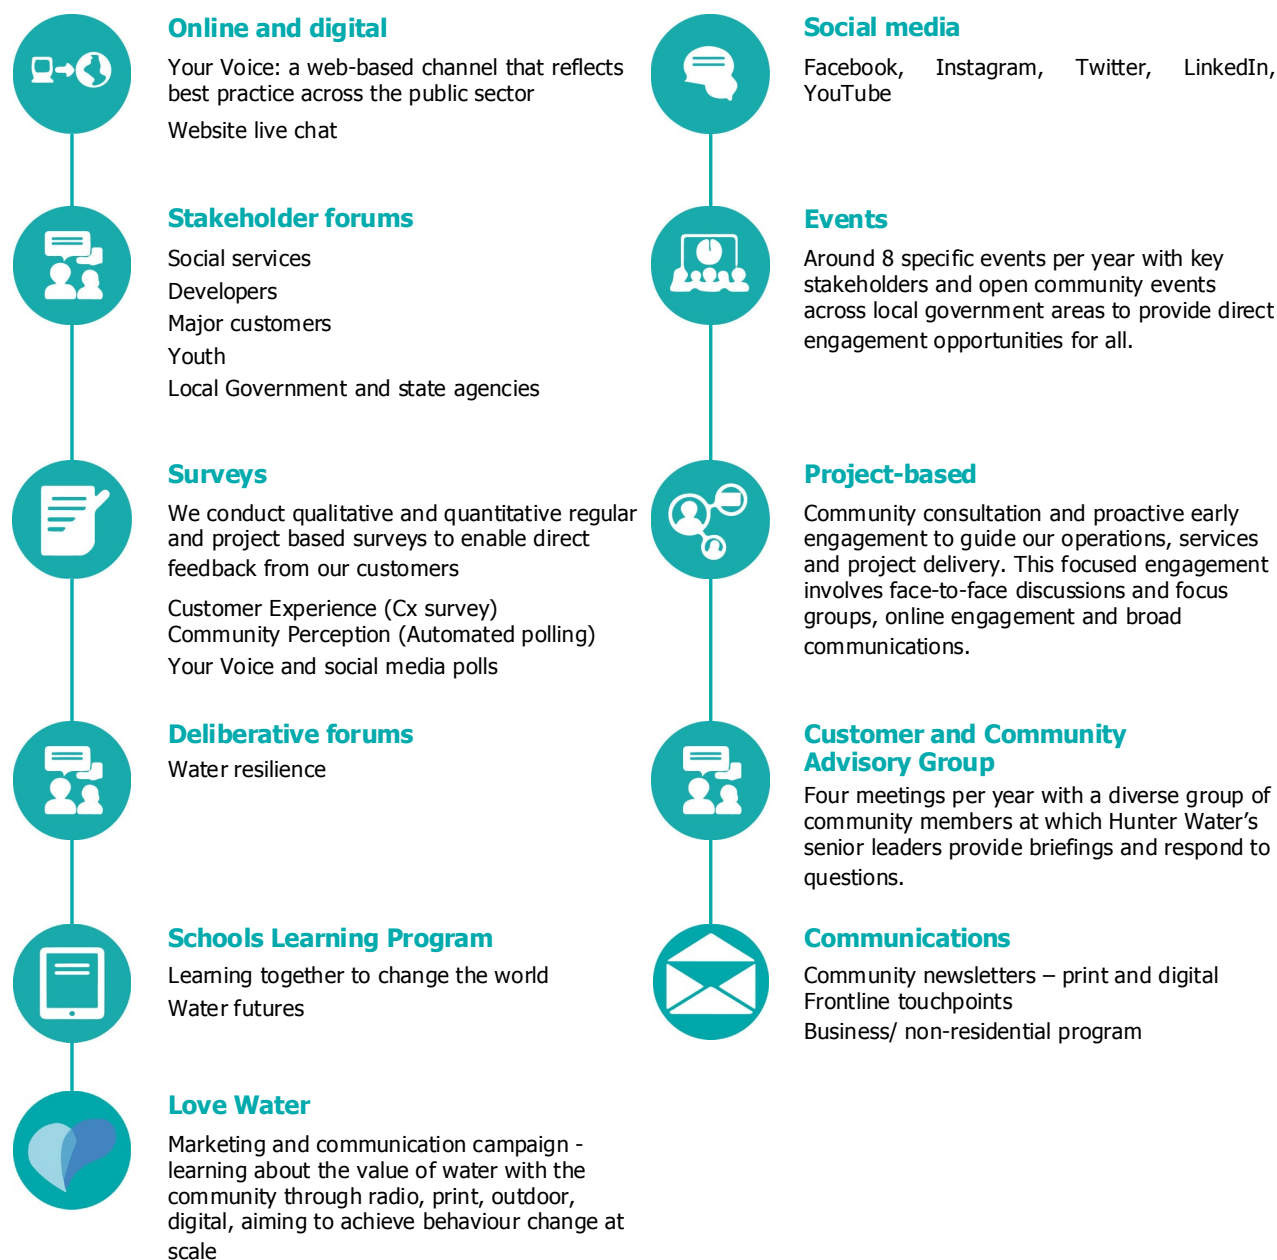 Online and digital
Your Voice: a web-based channel that reflects
best practice across the public sector
Website live chat
Stakeholder forums
Social services
Developers
Major customers
Youth
Local Government and state agencies
Surveys
We conduct qualitative and quantitative regular
and project based surveys to enable direct
feedback from our customers
Customer Experience (Cx survey)
Community Perception (Automated polling)
Your Voice and social media polls
Deliberative forums
Water resilience
Schools Learning Program
Learning together to change the world
Water futures
Love Water
Marketing and communication campaign -
learning about the value of water with the
community through radio, print, outdoor,
digital, aiming to achieve behaviour change at
scale
Social media
Facebook, Instagram, Twitter, LinkedIn,
YouTube
Events
Around 8 specific events per year with key
stakeholders and open community events
across local government areas to provide direct
engagement opportunities for all.
Project-based
Community consultation and proactive early
engagement to guide our operations, services
and project delivery. This focused engagement
involves face-to-face discussions and focus
groups, online engagement and broad
communications.
Customer and Community
Advisory Group
Four meetings per year with a diverse group of
community members at which Hunter Water’s
senior leaders provide briefings and respond to
questions.
Communications
Community newsletters – print and digital
Frontline touchpoints
Business/ non-residential program